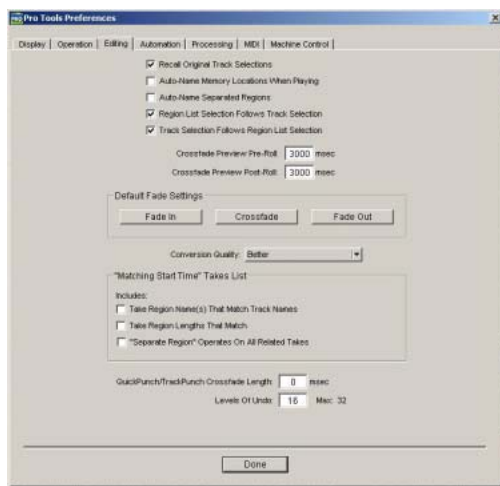 PRO Pro Tools Preferences
Display Operation Editing Automation Processing MIDI Machine Control
Recall Original Track Selections
Auto-Name Memory Locations When Playing
Auto-Name Separated Regions
Region List Selection Follows Track Selection
Track Selection Follows Region List Selection
Crossfade Preview Pre-Roll: 3000 msec
Crossfade Preview Post-Roll: 3000 msec
Default Fade Settings
Fade In Crossfade Fade Out
Conversion Quality: Better
"Matching Start Time" Takes List
Includes:
Take Region Name(s) That Match Track Names
Take Region Lengths That Match
"Separate Region" Operates On All Related Takes
QuickPunch/TrackPunch Crossfade Length: 0 msec
Levels Of Undo: 16 Max: 32
Done